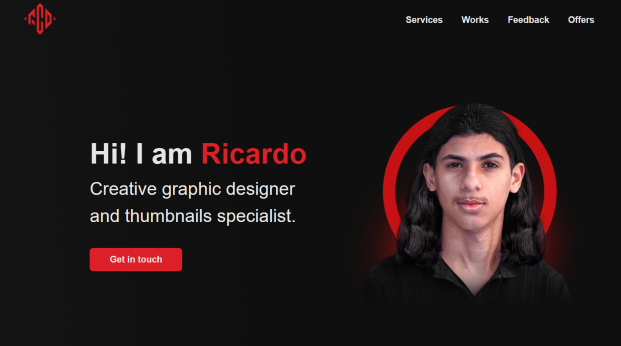 Services Works Feedback Offers
Hi! I am Ricardo
Creative graphic designer
and thumbnails specialist.
Get in touch